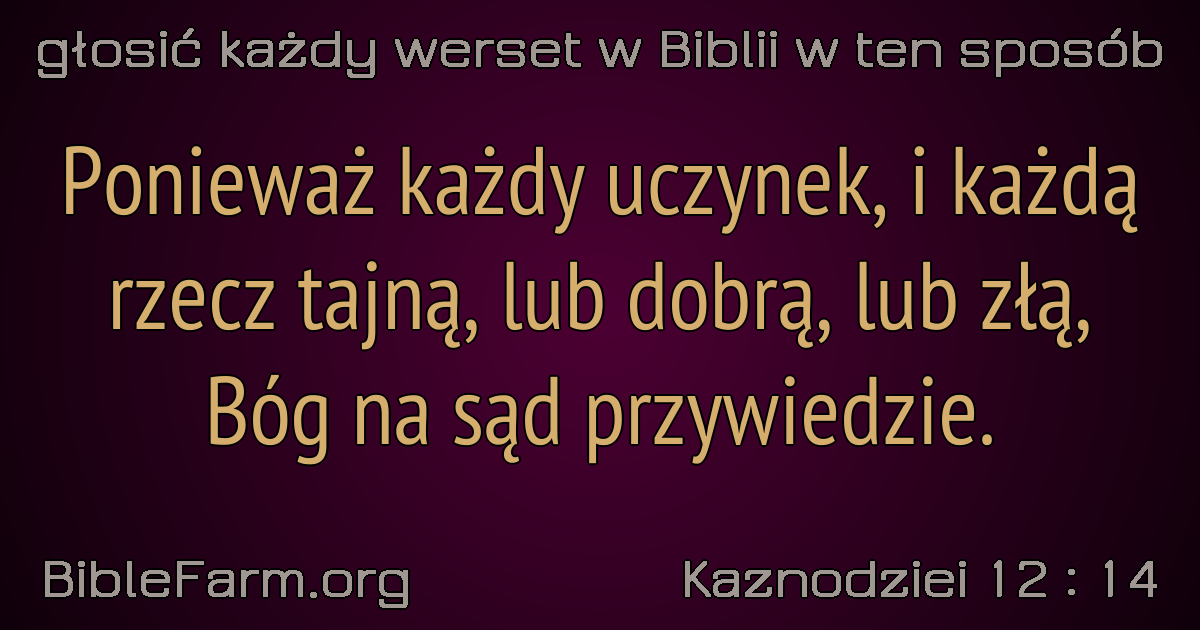 głosić każdy werset w Biblii w ten sposób
Ponieważ każdy uczynek, i każdą
rzecz tajną, lub dobrą, lub złą,
Bóg na sąd przywiedzie.
BibleFarm.org
Kaznodziei 12 : 14